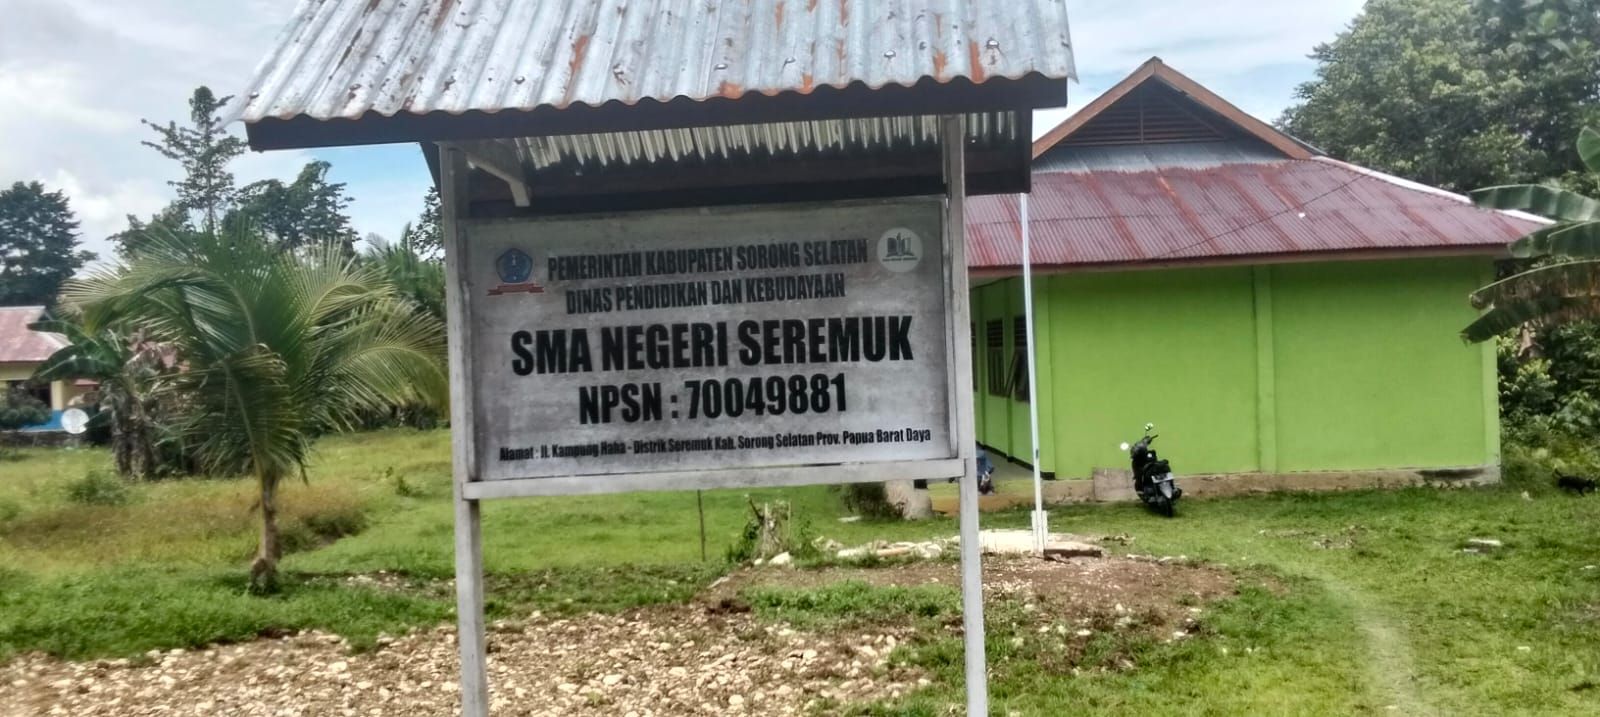 PEMERINTAH KABUPATEN SORONG SELATAN
DINAS PENDIDIKAN DAN KEBUDAYAAN
SMA NEGERI SEREMUK
NPSN : 70049881
Alamat : Jl. Kampung Haha - Distrik Seremuk Kab. Sorong Selatan Prov. Papua Barat Daya